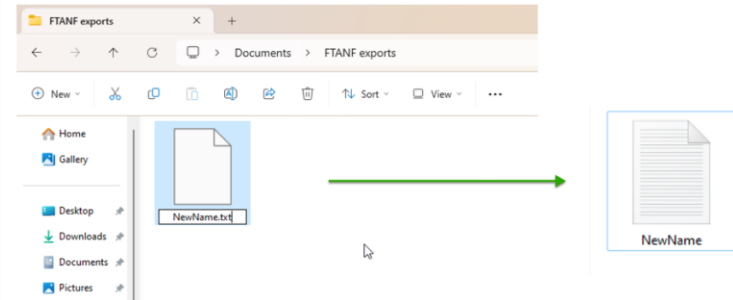 FTANF exports
Documents > FTANF exports
New
Sort
View
Home
Gallery
Desktop
Downloads
Documents
Pictures
NewName.txt
NewName